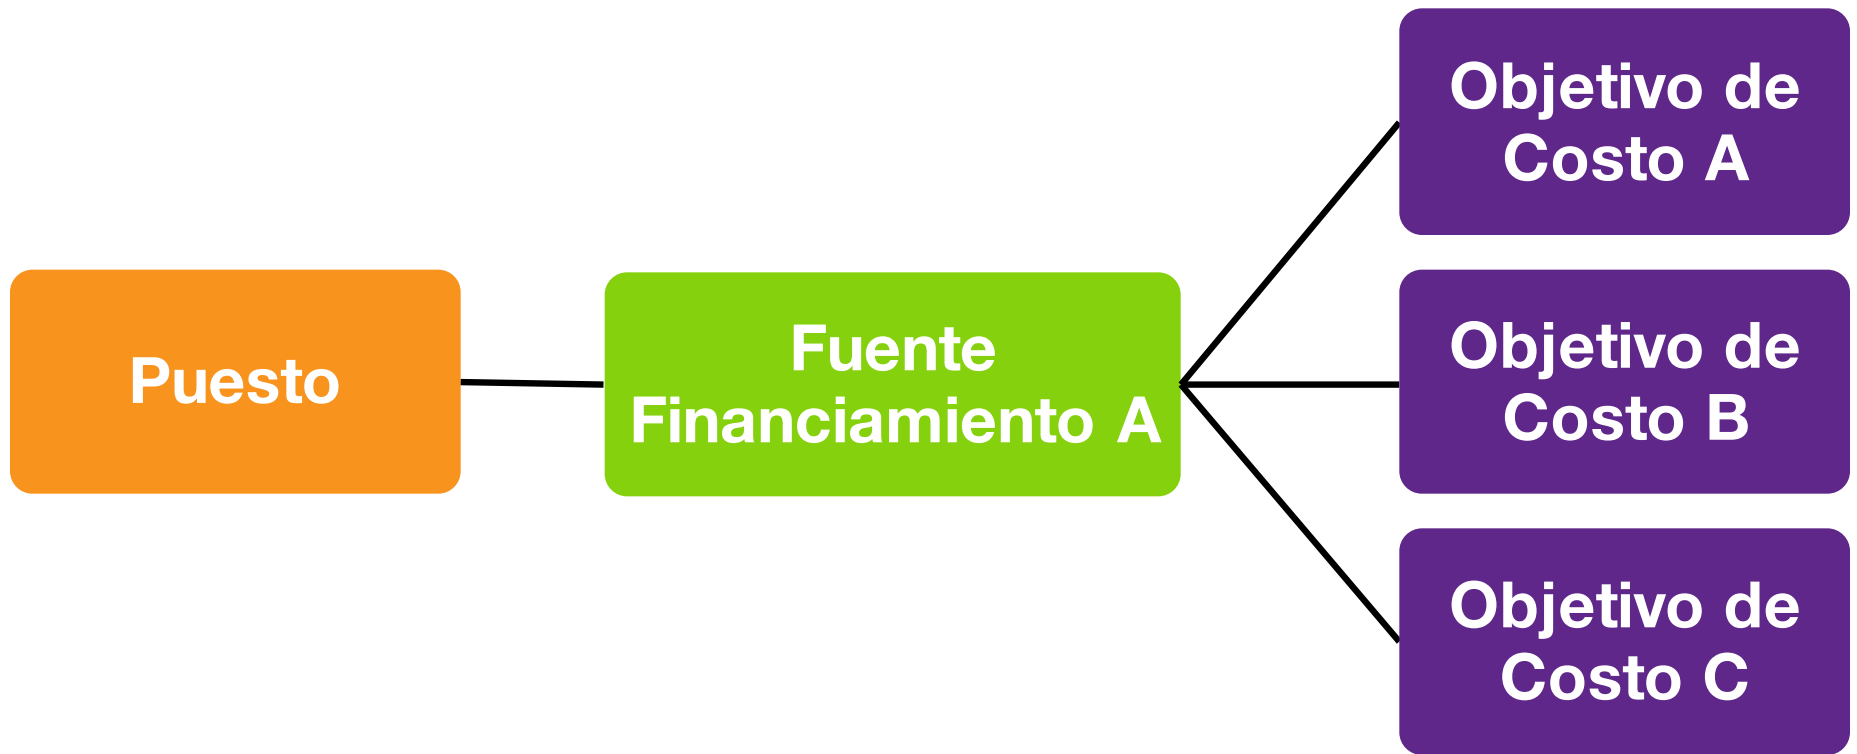 Puesto
Fuente
Financiamiento A
Objetivo de
Costo A
Objetivo de
Costo B
Objetivo de
Costo C